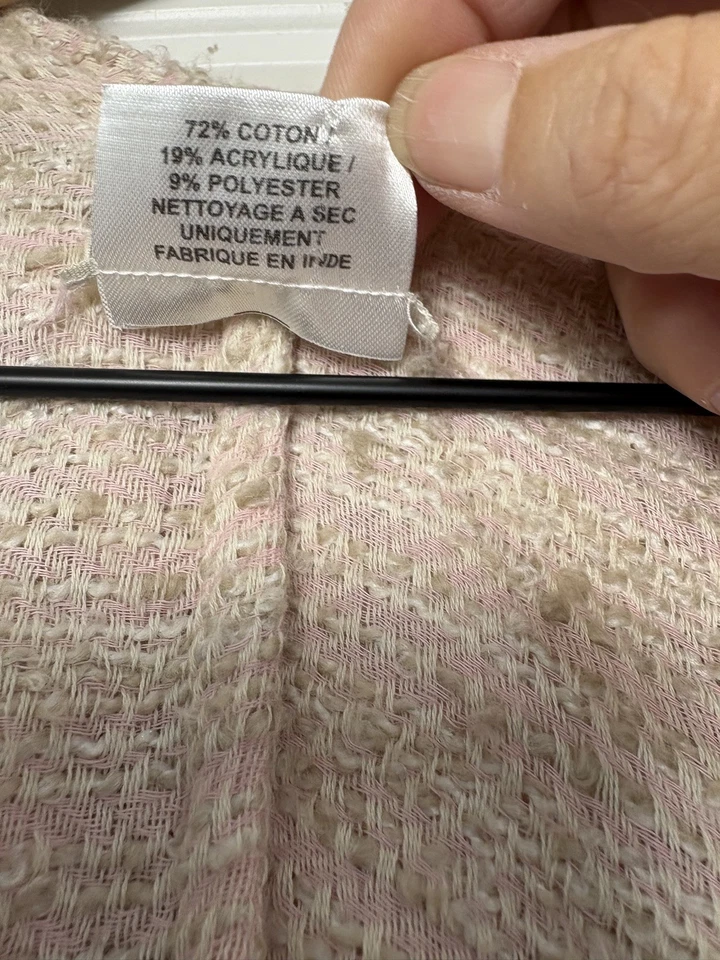 72% COTON /
19% ACRYLIQUE /
9% POLYESTER
NETTOYAGE A SEC
UNIQUEMENT
FABRIQUE EN INDE